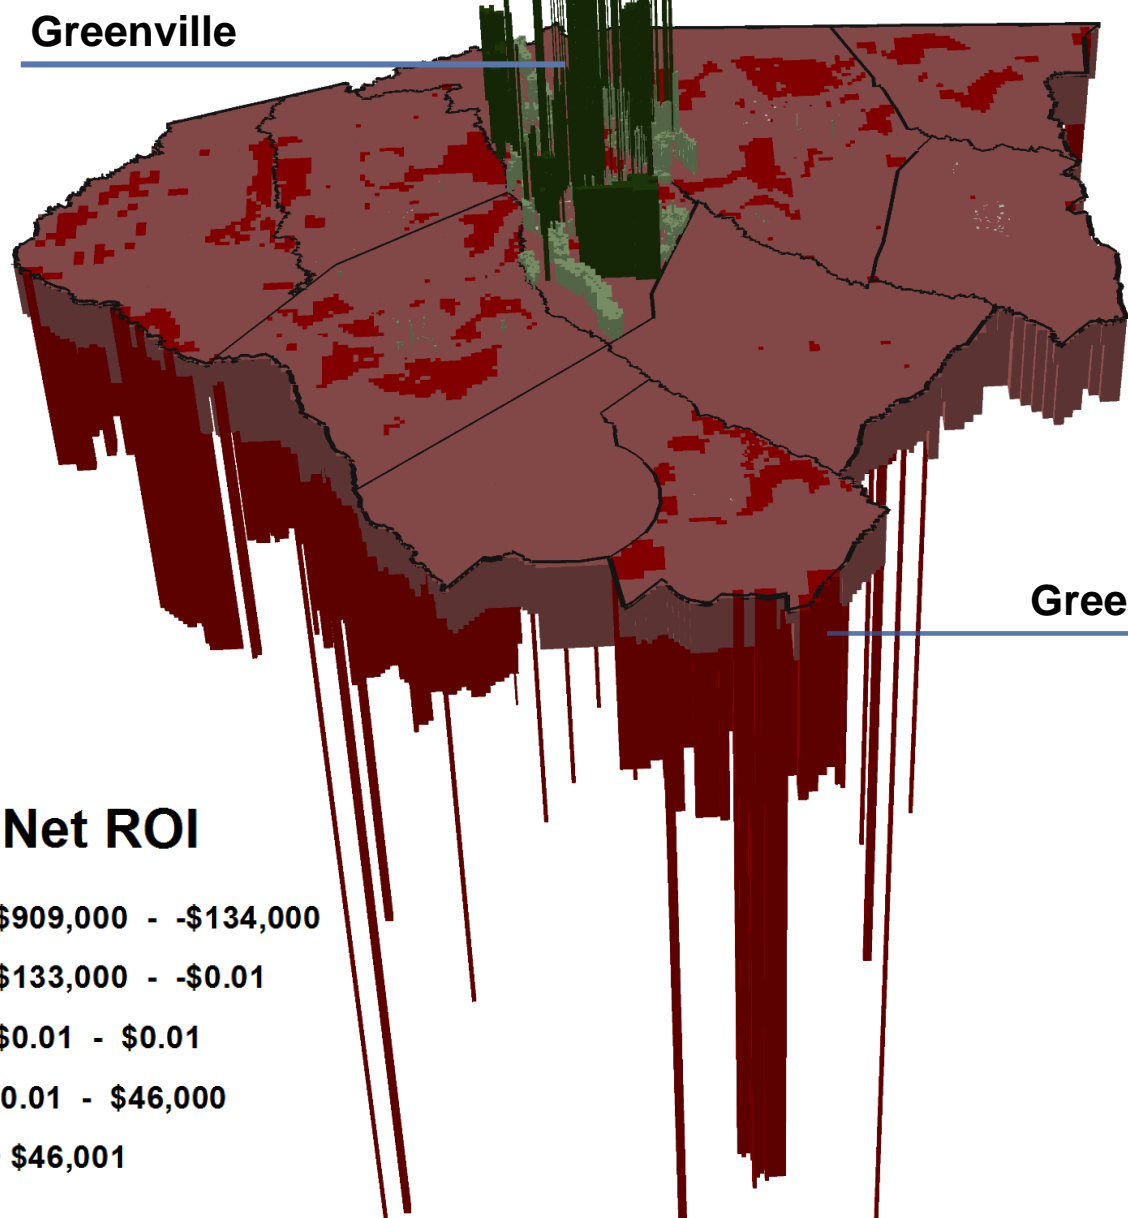 Greenville
Gree
Net ROI
$909,000 - -$134,000
$133,000 - -$0.01
$0.01 - $0.01
0.01 - $46,000
$46,001